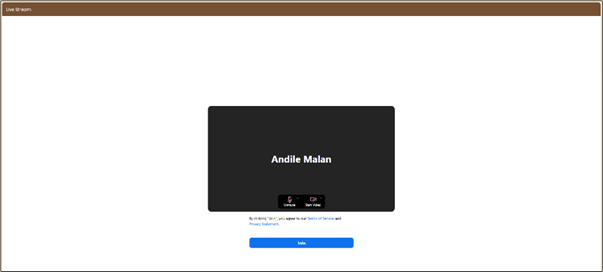 Live Stream
Andile Malan
Unmute Start Video
By clicking "Join", you agree to our Terms of Service and
Privacy Statement.
Join